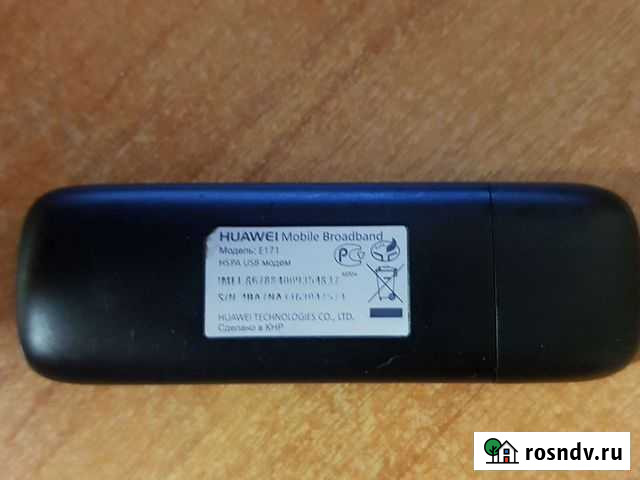 HUAWEI Mobile Broadband
Модель: E171
HSPA USB модем
IMEI
S/N
HUAWEI TECHNOLOGIES CO., LTD.
Сделано в КНР
rosndv.ru